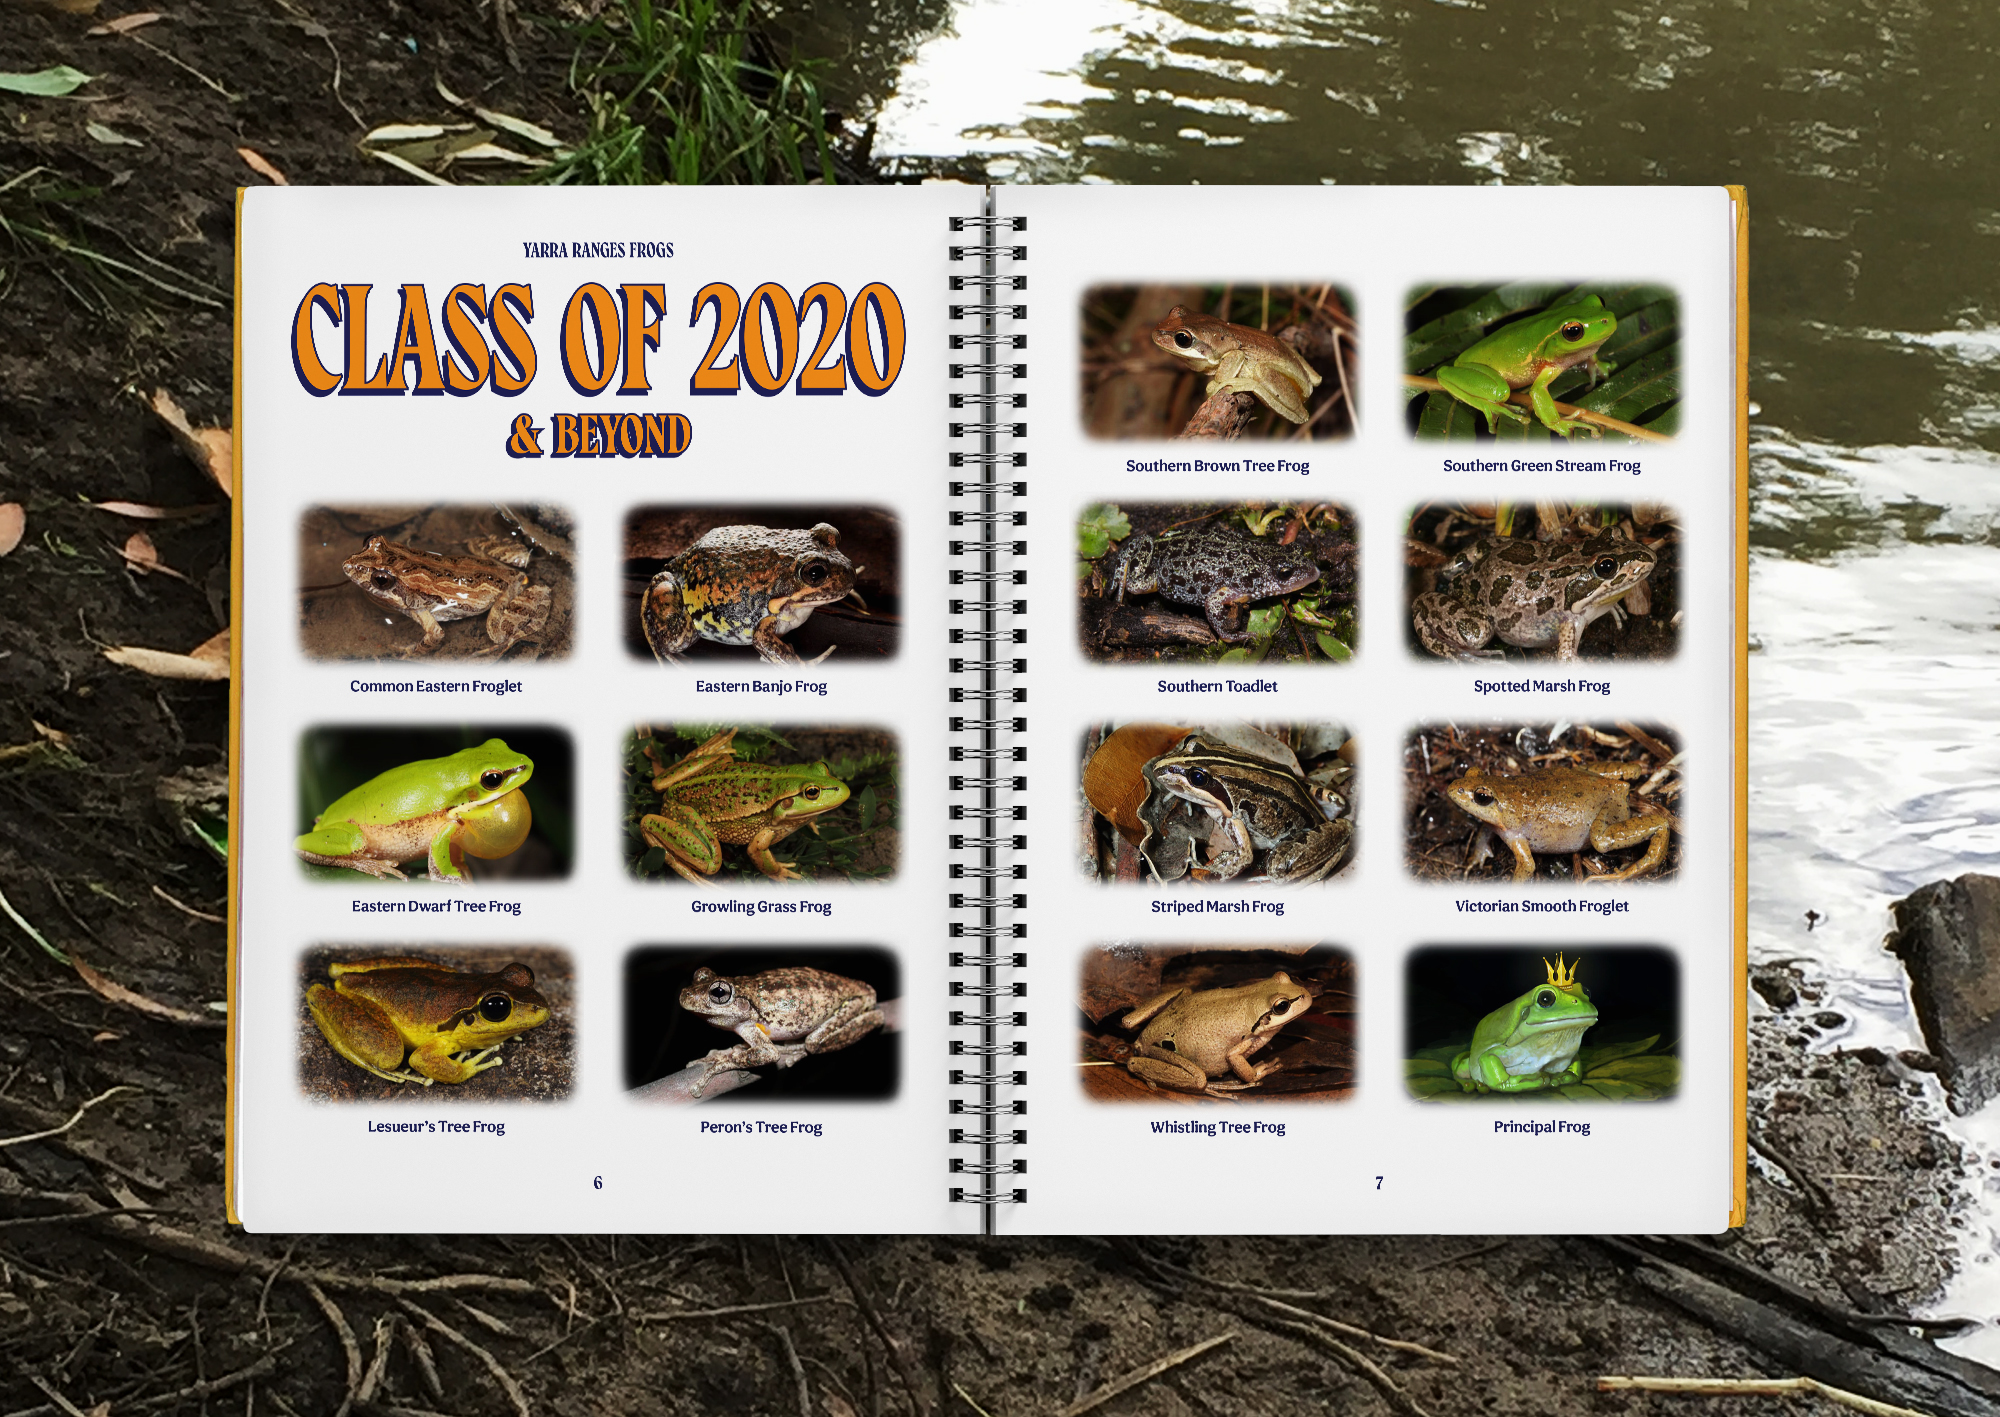 YARRA RANGES FROGS
CLASS OF 2020
& BEYOND
Common Eastern Froglet
Eastern Banjo Frog
Eastern Dwarf Tree Frog
Growling Grass Frog
Lesueur's Tree Frog
Peron's Tree Frog
6
Southern Brown Tree Frog
Southern Green Stream Frog
Southern Toadlet
Spotted Marsh Frog
Striped Marsh Frog
Victorian Smooth Froglet
Whistling Tree Frog
Principal Frog
7